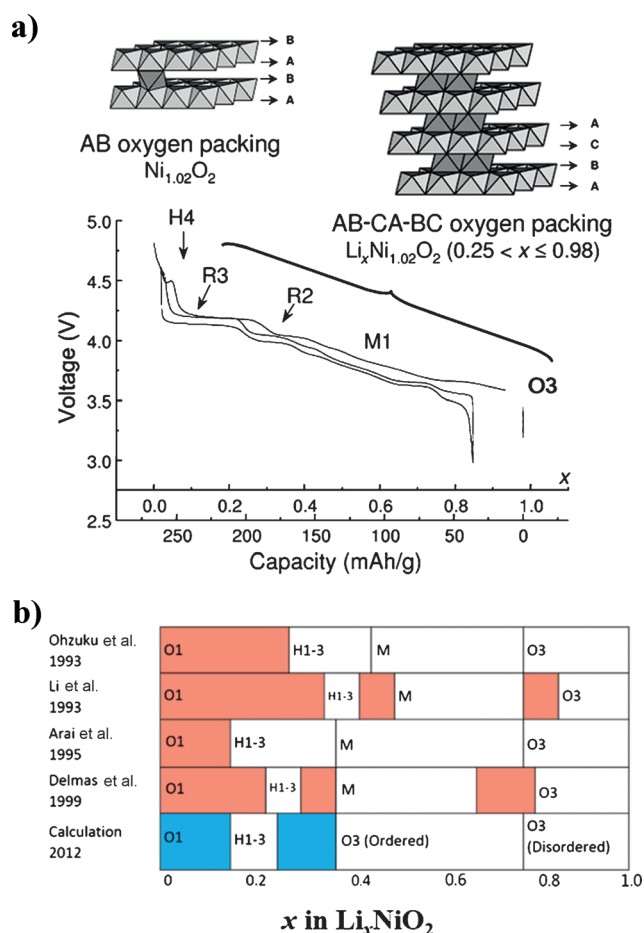 a)
B
A
B
A
AB oxygen packing
Ni1.02O2
A
C
B
A
AB-CA-BC oxygen packing
LixNi1.02O2 (0.25 < x ≤ 0.98)
H4
R3
R2
M1
O3
5.0
4.5
4.0
3.5
3.0
2.5
Voltage (V)
x
0.0 0.2 0.4 0.6 0.8 1.0
250 200 150 100 50 0
Capacity (mAh/g)
b)
Ohzuku et al.
1993
O1 H1-3 M O3
Li et al.
1993
O1 H1-3 M O3
Arai et al.
1995
O1 H1-3 M O3
Delmas et al.
1999
O1 H1-3 M O3
Calculation
2012
O1 H1-3 O3 (Ordered) O3
(Disordered)
0 0.2 0.4 0.6 0.8 1.0
x in LixNiO2